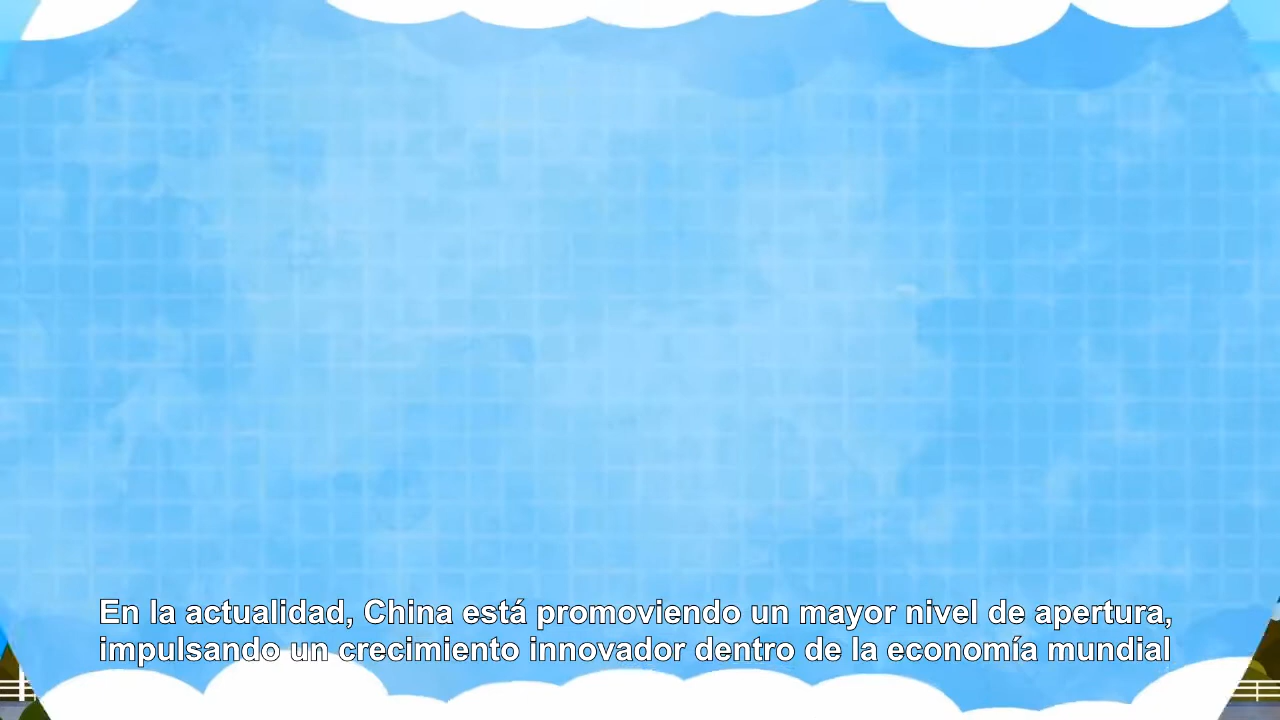 En la actualidad, China está promoviendo un mayor nivel de apertura,
impulsando un crecimiento innovador dentro de la economía mundial